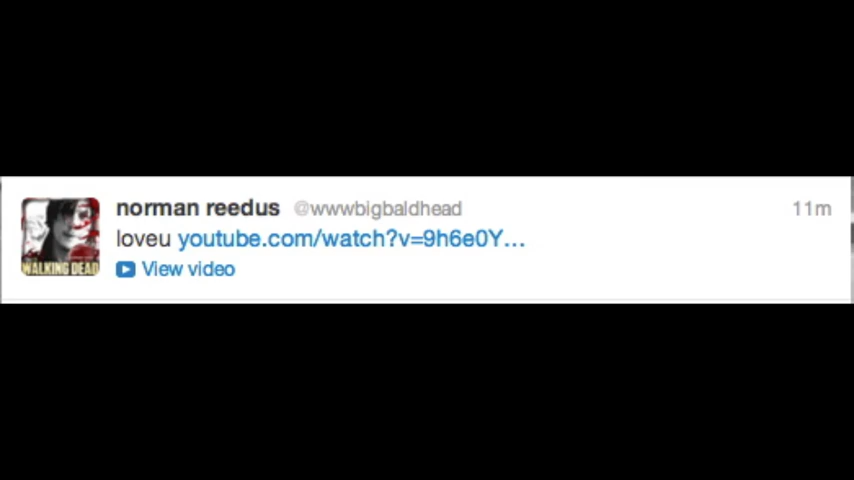 norman reedus @wwwbigbaldhead 11m
loveu youtube.com/watch?v=9h6e0Y...
View video
WALKING DEAD